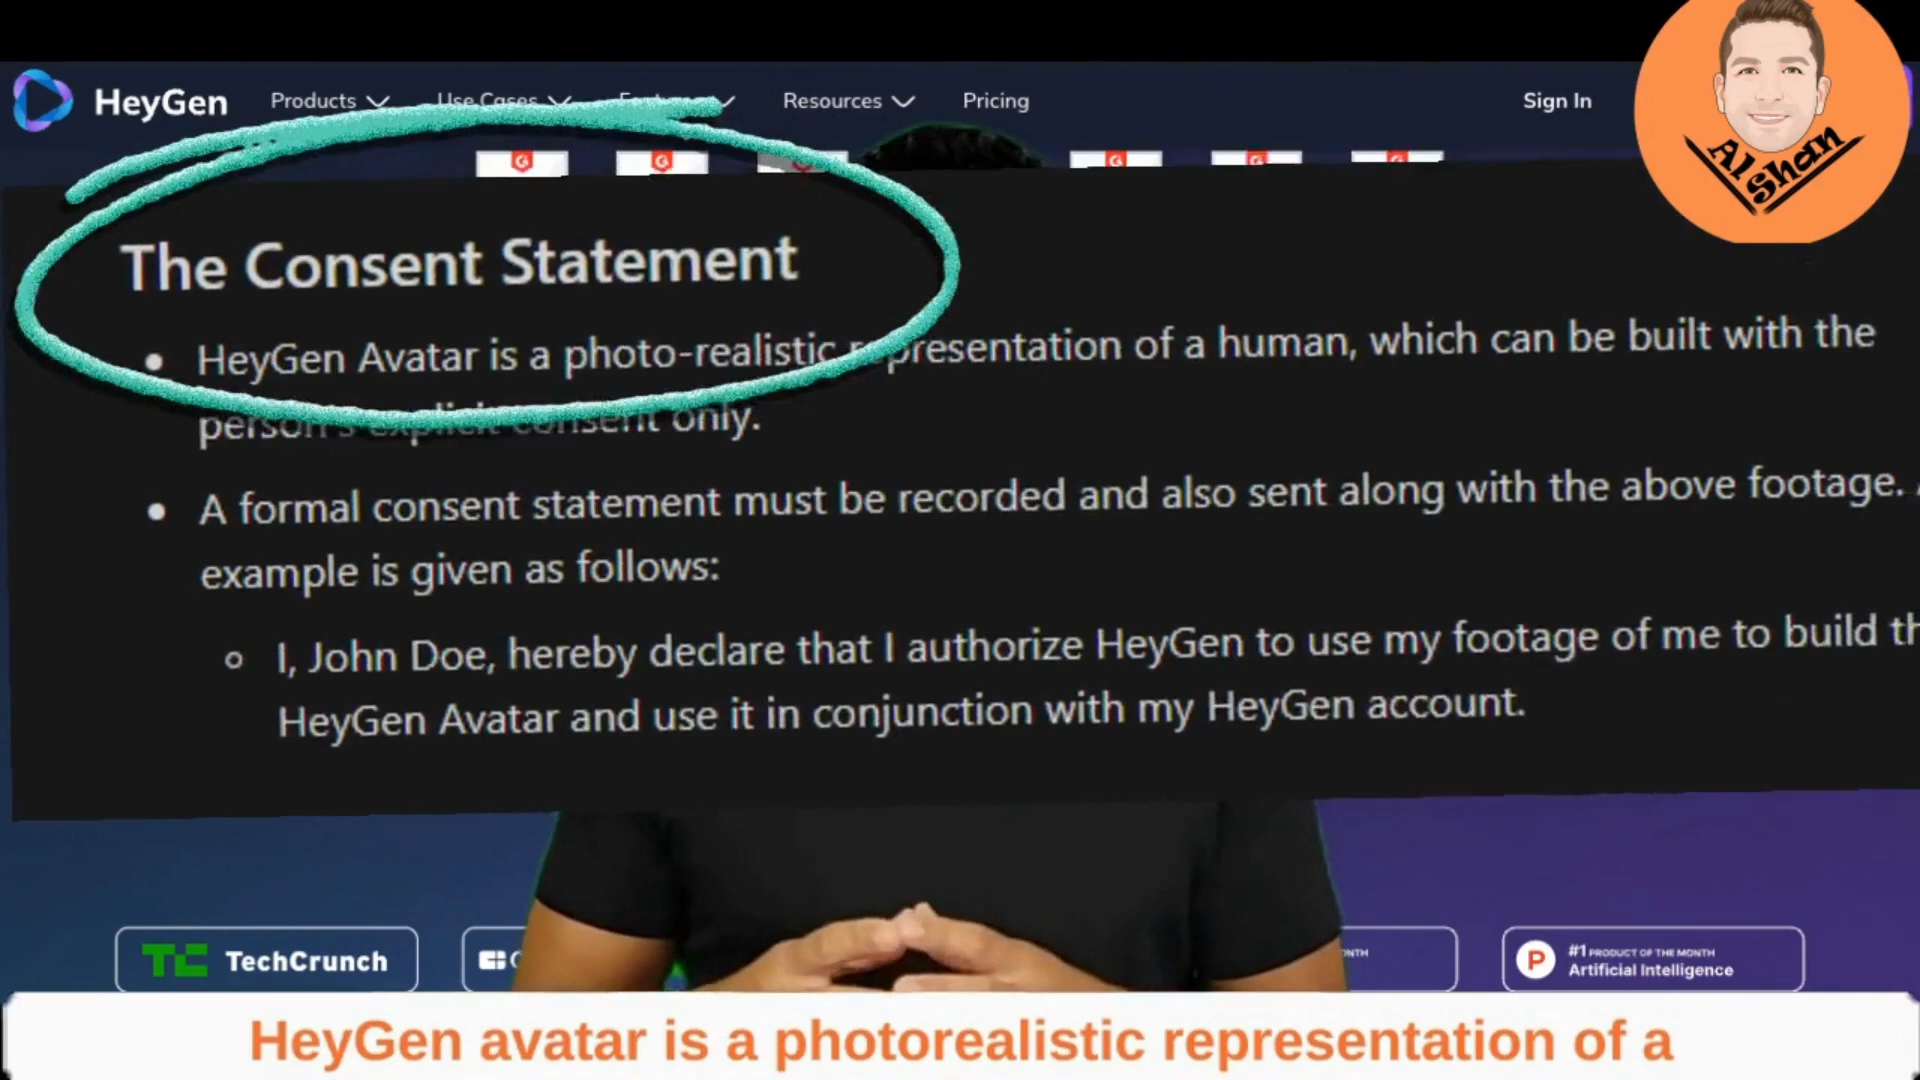 HeyGen Products Use Cases Resources Pricing Sign In
Al shan
The Consent Statement
HeyGen Avatar is a photo-realistic representation of a human, which can be built with the
person's explicit consent only.
A formal consent statement must be recorded and also sent along with the above footage.
example is given as follows:
I, John Doe, hereby declare that I authorize HeyGen to use my footage of me to build
HeyGen Avatar and use it in conjunction with my HeyGen account.
TechCrunch
#1 PRODUCT OF THE MONTH
Artificial Intelligence
HeyGen avatar is a photorealistic representation of a